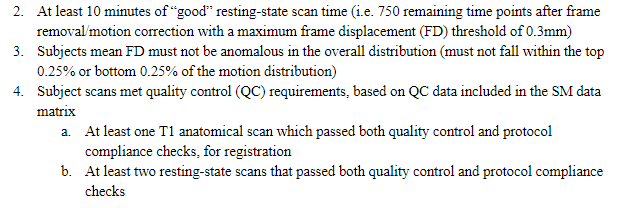 2. At least 10 minutes of “good” resting-state scan time (i.e. 750 remaining time points after frame
removal/motion correction with a maximum frame displacement (FD) threshold of 0.3mm)
3. Subjects mean FD must not be anomalous in the overall distribution (must not fall within the top
0.25% or bottom 0.25% of the motion distribution)
4. Subject scans met quality control (QC) requirements, based on QC data included in the SM data
matrix
a. At least one T1 anatomical scan which passed both quality control and protocol
compliance checks, for registration
b. At least two resting-state scans that passed both quality control and protocol compliance
checks